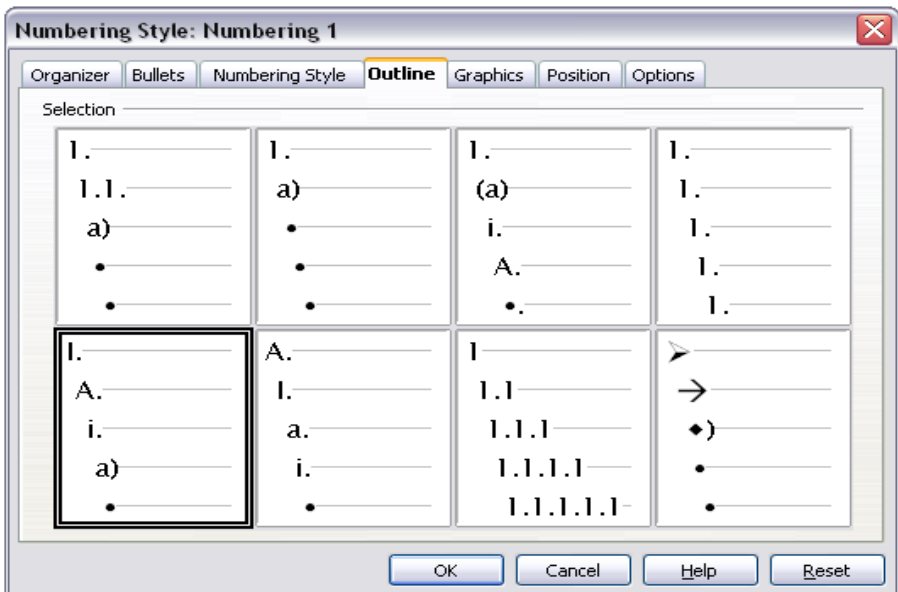 Numbering Style: Numbering 1
Organizer Bullets Numbering Style Outline Graphics Position Options
Selection
1.
1.1.
a)
•
•
1.
a)
•
•
•
1.
(a)
i.
A.
•.
1.
1.
1.
1.
1.
I.
A.
i.
a)
•
A.
I.
a.
i.
•
1
1.1
1.1.1
1.1.1.1
1.1.1.1.1
➢
→
◆)
•
•
OK Cancel Help Reset